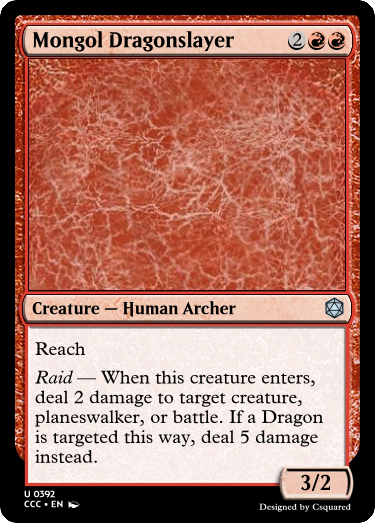 Mongol Dragonslayer 2
Creature — Human Archer
Reach
Raid — When this creature enters,
deal 2 damage to target creature,
planeswalker, or battle. If a Dragon
is targeted this way, deal 5 damage
instead.
3/2
U 0392
CCC • EN
Designed by Csquared